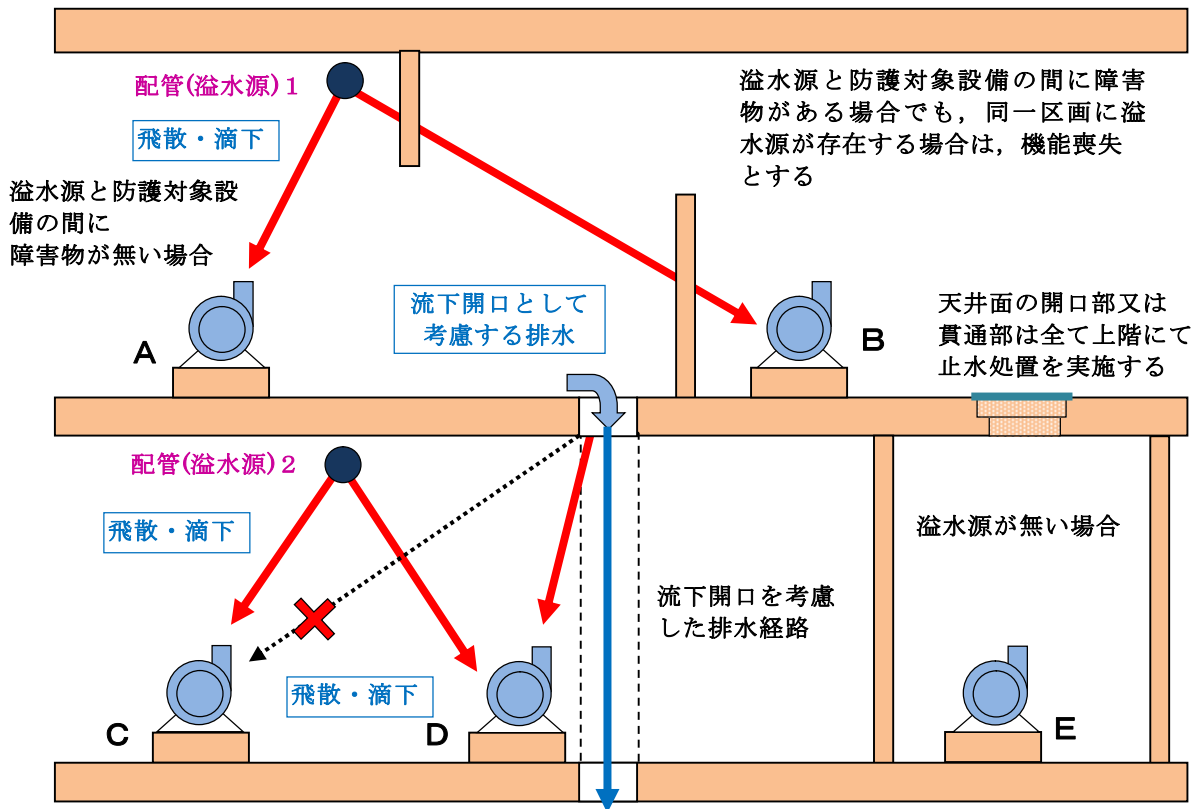 配管(溢水源)１
飛散・滴下
溢水源と防護対象設備の間に障害
物がある場合でも，同一区画に溢
水源が存在する場合は，機能喪失
とする
溢水源と防護対象設
備の間に
障害物が無い場合
流下開口として
考慮する排水
天井面の開口部又は
貫通部は全て上階にて
止水処置を実施する
A
B
配管(溢水源)２
飛散・滴下
溢水源が無い場合
流下開口を考慮
した排水経路
飛散・滴下
C
D
E